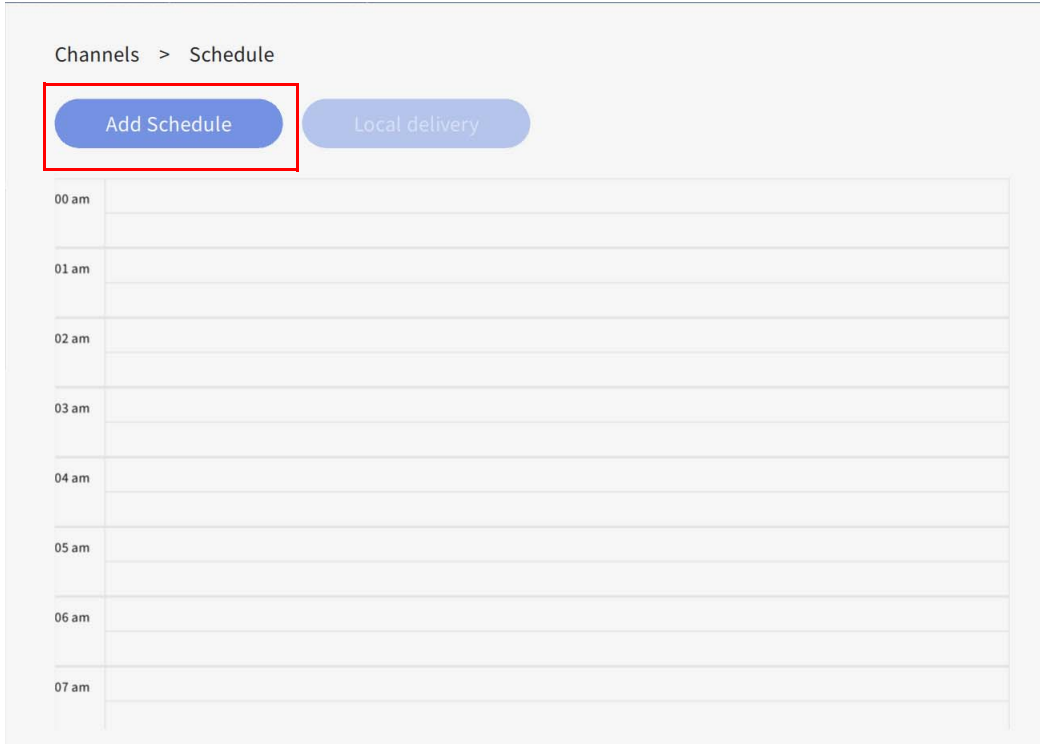 Channels > Schedule
Add Schedule Local delivery
00 am
01 am
02 am
03 am
04 am
05 am
06 am
07 am